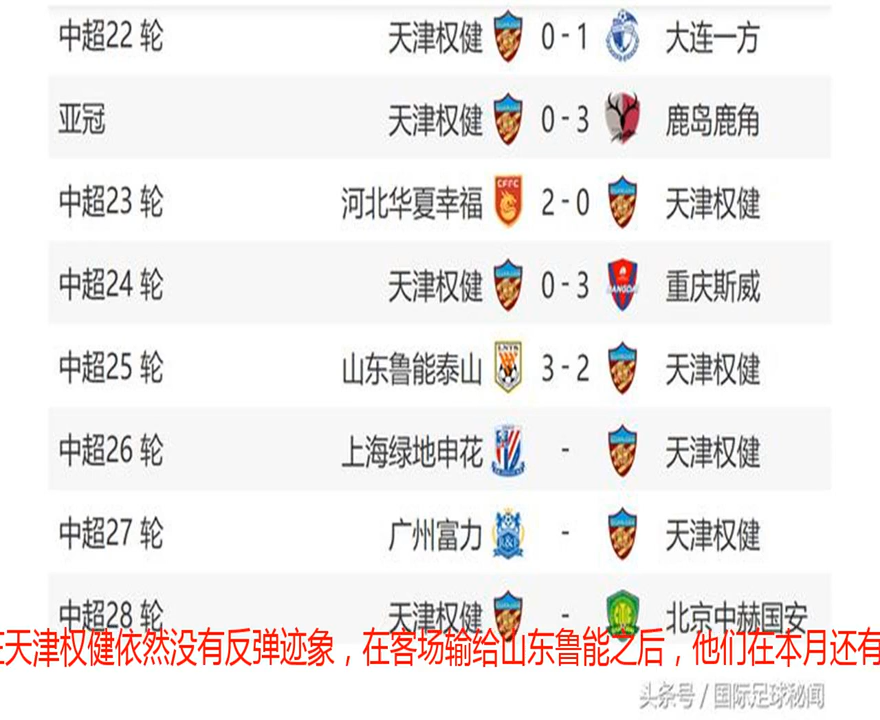 中超22 轮 天津权健 0-1 大连一方
亚冠 天津权健 0-3 鹿岛鹿角
中超23 轮 河北华夏幸福 CFFC 2-0 天津权健
中超24 轮 天津权健 0-3 重庆斯威
中超25 轮 山东鲁能泰山 LNTS 3-2 天津权健
中超26 轮 上海绿地申花 - 天津权健
中超27 轮 广州富力 R&F - 天津权健
中超28 轮 天津权健 - 北京中赫国安
天津权健依然没有反弹迹象，在客场输给山东鲁能之后，他们在本月还有
头条号 / 国际足球秘闻